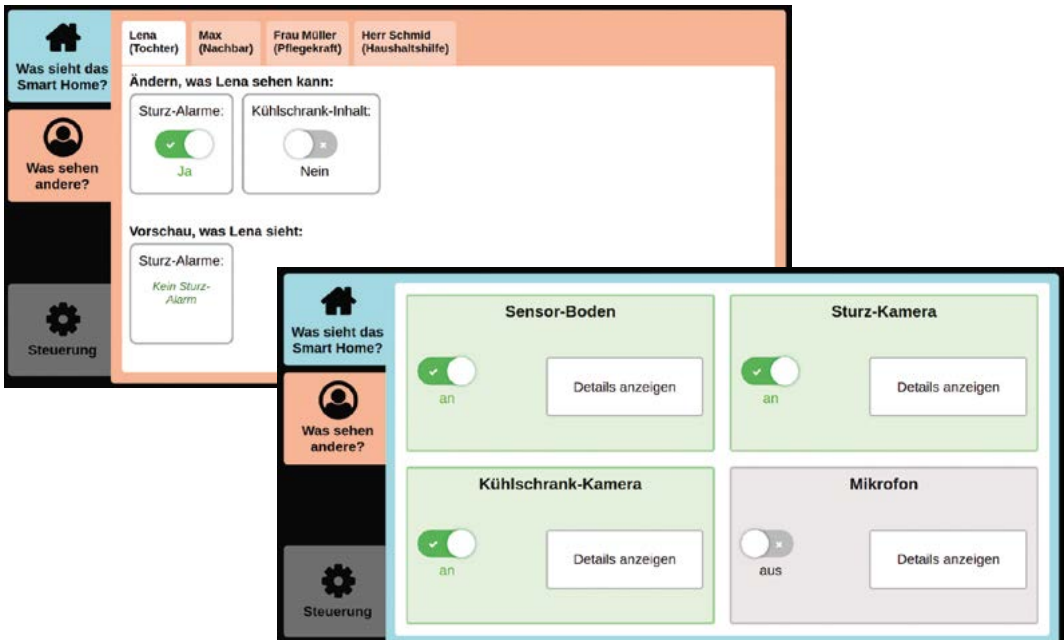 Was sieht das
Smart Home?
Was sehen
andere?
Steuerung
Lena
(Tochter)
Max
(Nachbar)
Frau Müller
(Pflegekraft)
Herr Schmid
(Haushaltshilfe)
Ändern, was Lena sehen kann:
Sturz-Alarme:
Ja
Kühlschrank-Inhalt:
Nein
Vorschau, was Lena sieht:
Sturz-Alarme:
Kein Sturz-
Alarm
Was sieht das
Smart Home?
Was sehen
andere?
Steuerung
Sensor-Boden
an
Details anzeigen
Sturz-Kamera
an
Details anzeigen
Kühlschrank-Kamera
an
Details anzeigen
Mikrofon
aus
Details anzeigen